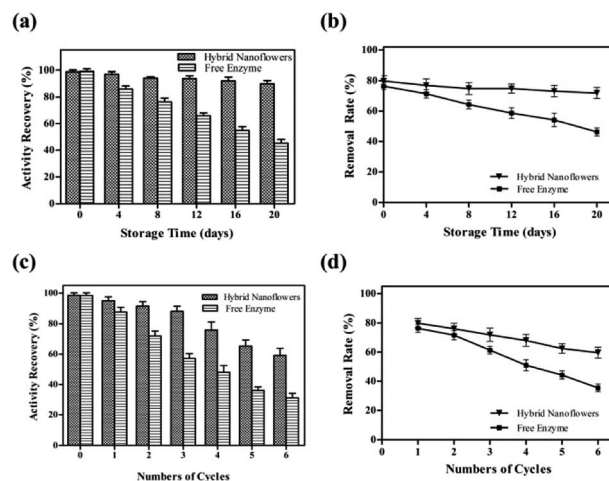 (a)
Activity Recovery (%)
100
80
60
40
20
0
Hybrid Nanoflowers
Free Enzyme
0 4 8 12 16 20
Storage Time (days)
(b)
Removal Rate (%)
100
80
60
40
0
Hybrid Nanoflowers
Free Enzyme
0 4 8 12 16 20
Storage Time (days)
(c)
Activity Recovery (%)
100
80
60
40
20
0
Hybrid Nanoflowers
Free Enzyme
0 1 2 3 4 5 6
Numbers of Cycles
(d)
Removal Rate (%)
100
80
60
40
0
Hybrid Nanoflowers
Free Enzyme
0 1 2 3 4 5 6
Numbers of Cycles